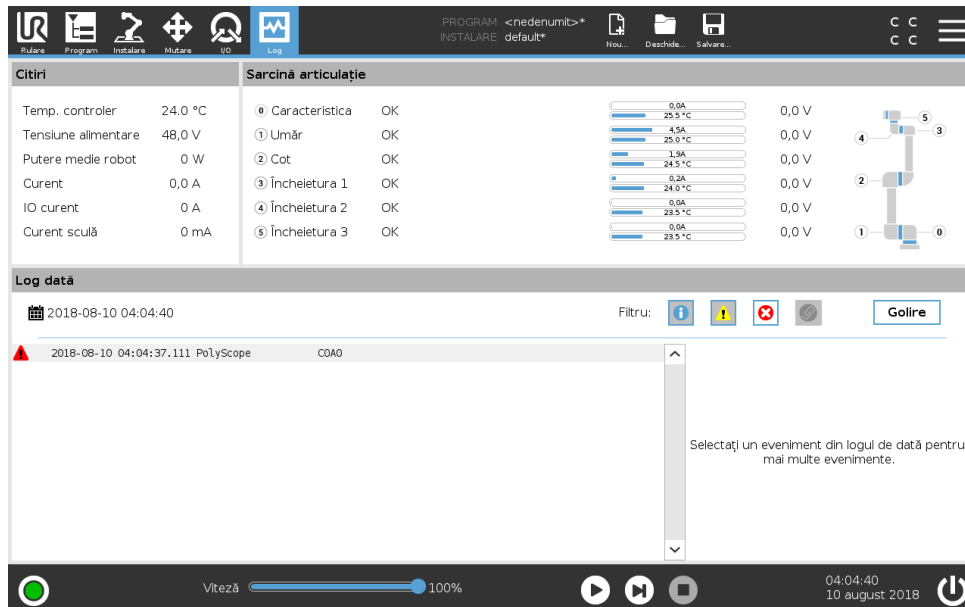 UR
PROGRAM <nedenumit>*
INSTALARE default*
Rulare Program Instalare Mutare I/O Log Nou... Deschide... Salvare...
C C
C C
Citiri
Temp. controler 24.0 °C
Tensiune alimentare 48,0 V
Putere medie robot 0 W
Curent 0,0 A
IO curent 0 A
Curent sculă 0 mA
Sarcină articulație
0 Caracteristica OK 0,0A 25.5 °C 0,0 V
1 Umăr OK 4,5A 25.0 °C 0,0 V
2 Cot OK 1,9A 24.5 °C 0,0 V
3 Încheietura 1 OK 0,2A 24.0 °C 0,0 V
4 Încheietura 2 OK 0,0A 23.5 °C 0,0 V
5 Încheietura 3 OK 0,0A 23.5 °C 0,0 V
5
4 3
2
1 0
Log dată
2018-08-10 04:04:40 Filtru: Golire
2018-08-10 04:04:37.111 PolyScope C0A0
Selectați un eveniment din logul de dată pentru
mai multe evenimente.
Viteză 100%
04:04:40
10 august 2018